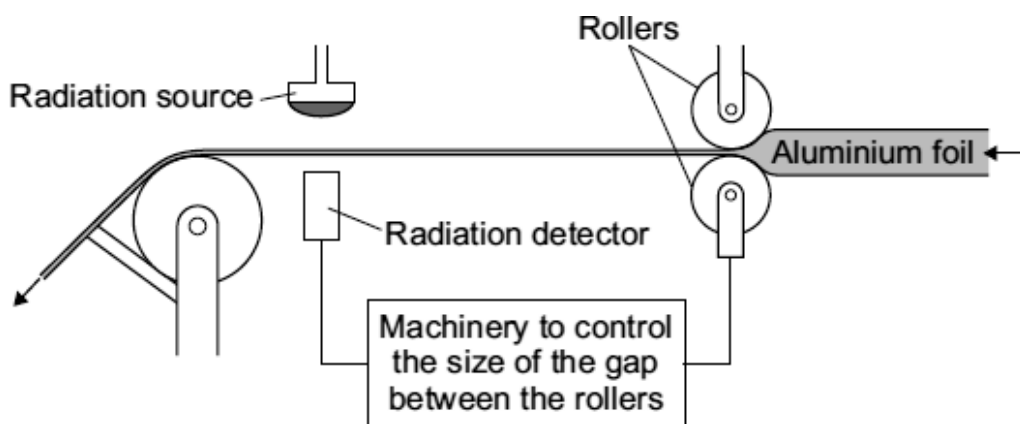 Rollers
Radiation source
Aluminium foil
Radiation detector
Machinery to control
the size of the gap
between the rollers